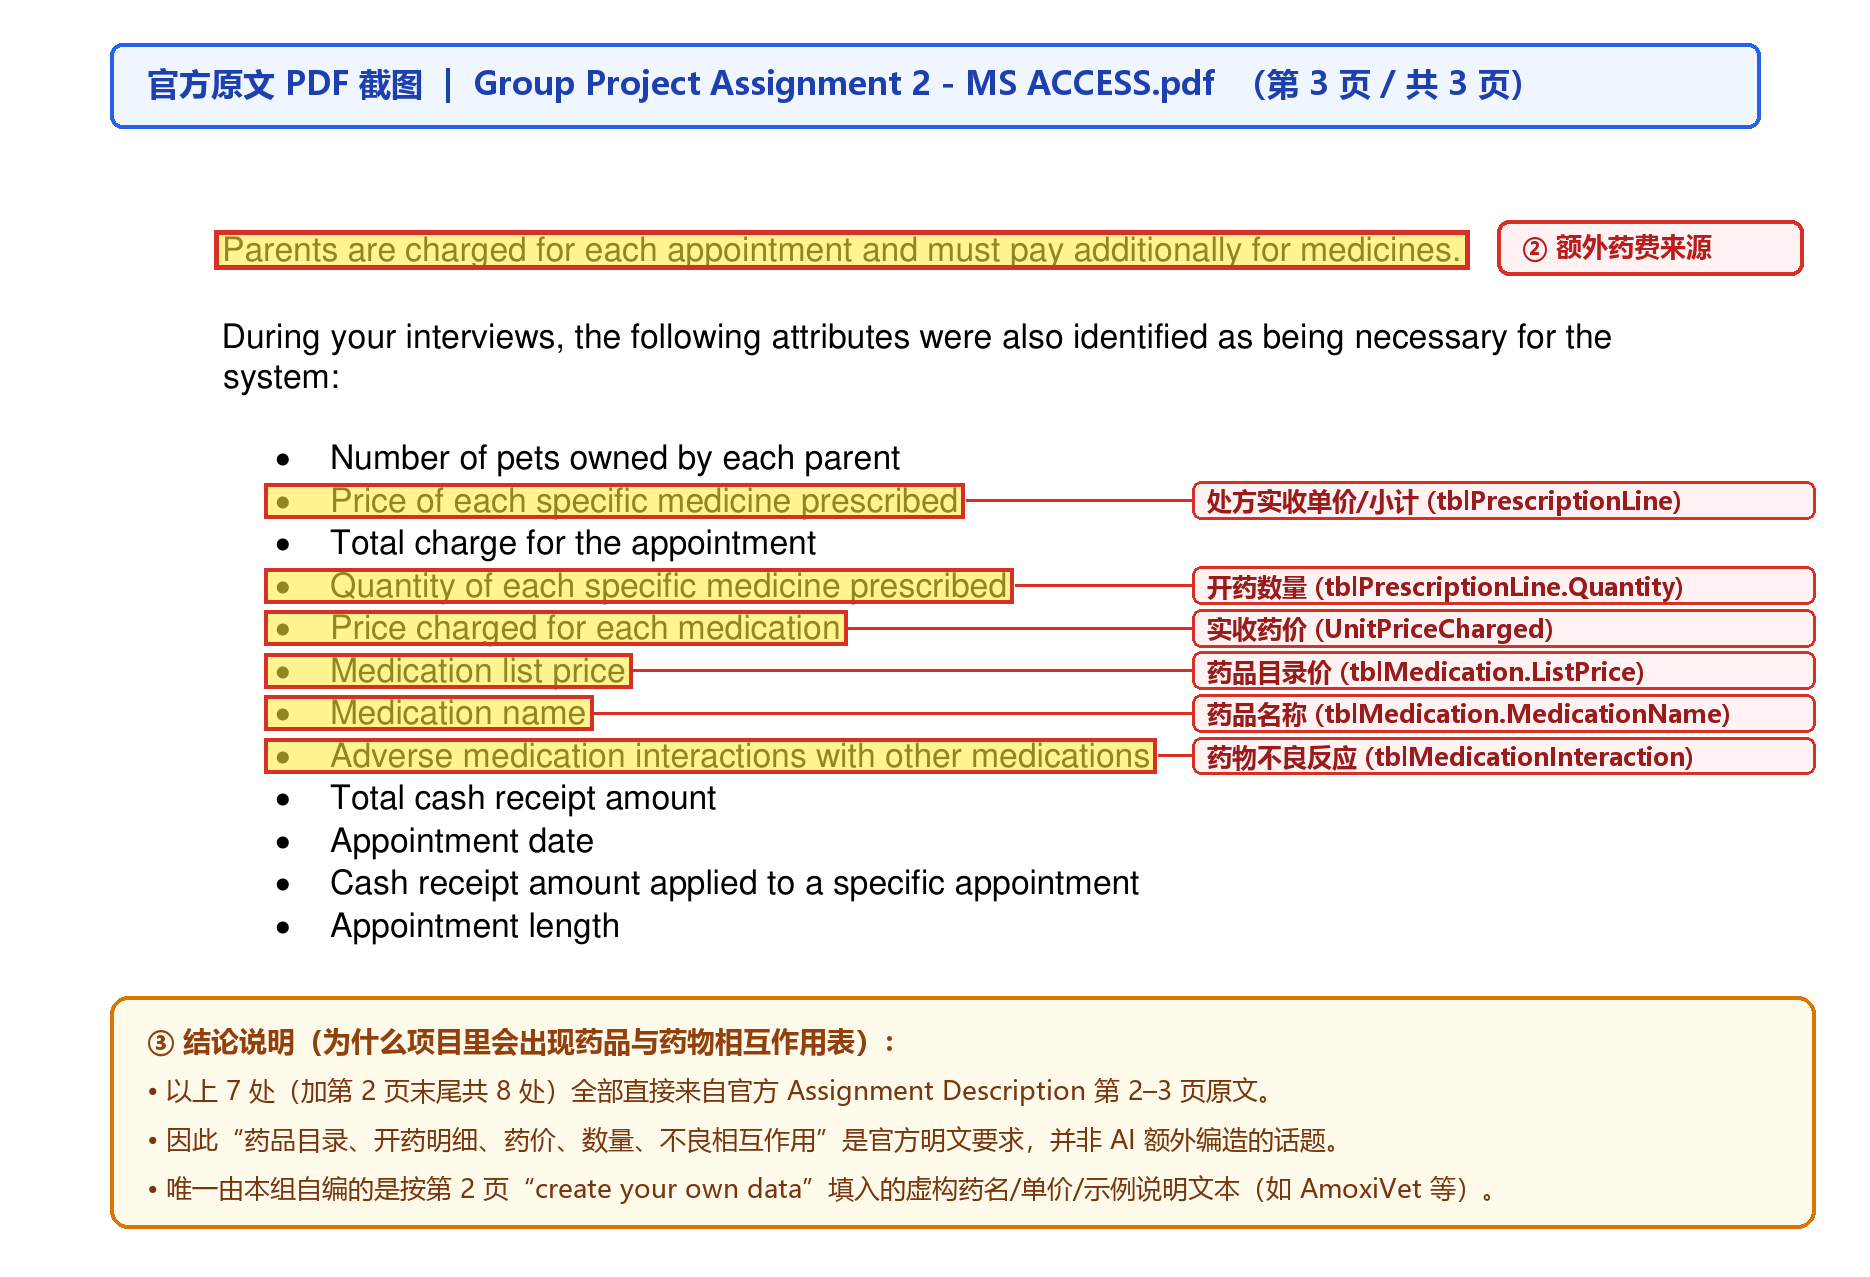 官方原文 PDF 截图 | Group Project Assignment 2 - MS ACCESS.pdf （第 3 页 / 共 3 页）
Parents are charged for each appointment and must pay additionally for medicines.
② 额外药费来源
During your interviews, the following attributes were also identified as being necessary for the
system:
• Number of pets owned by each parent
• Price of each specific medicine prescribed
处方实收单价/小计 (tblPrescriptionLine)
• Total charge for the appointment
• Quantity of each specific medicine prescribed
开药数量 (tblPrescriptionLine.Quantity)
• Price charged for each medication
实收药价 (UnitPriceCharged)
• Medication list price
药品目录价 (tblMedication.ListPrice)
• Medication name
药品名称 (tblMedication.MedicationName)
• Adverse medication interactions with other medications
药物不良反应 (tblMedicationInteraction)
• Total cash receipt amount
• Appointment date
• Cash receipt amount applied to a specific appointment
• Appointment length
③ 结论说明（为什么项目里会出现药品与药物相互作用表）:
• 以上 7 处（加第 2 页末尾共 8 处）全部直接来自官方 Assignment Description 第 2–3 页原文。
• 因此“药品目录、开药明细、药价、数量、不良相互作用”是官方明文要求，并非 AI 额外编造的话题。
• 唯一由本组自编的是按第 2 页“create your own data”填入的虚构药名/单价/示例说明文本（如 AmoxiVet 等）。